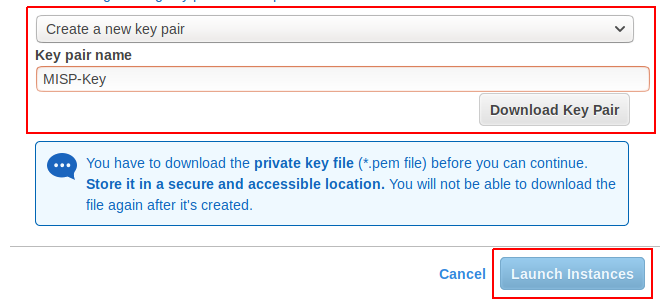 Create a new key pair
Key pair name
MISP-Key
Download Key Pair
You have to download the private key file (*.pem file) before you can continue.
Store it in a secure and accessible location. You will not be able to download the
file again after it's created.
Cancel
Launch Instances